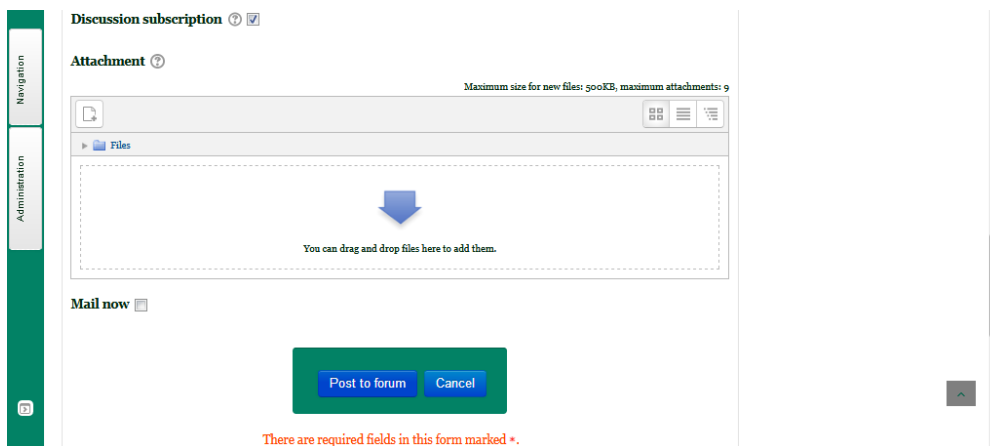 Discussion subscription
Navigation
Attachment
Maximum size for new files: 500KB, maximum attachments: 9
Files
Administration
You can drag and drop files here to add them.
Mail now
Post to forum Cancel
There are required fields in this form marked *.